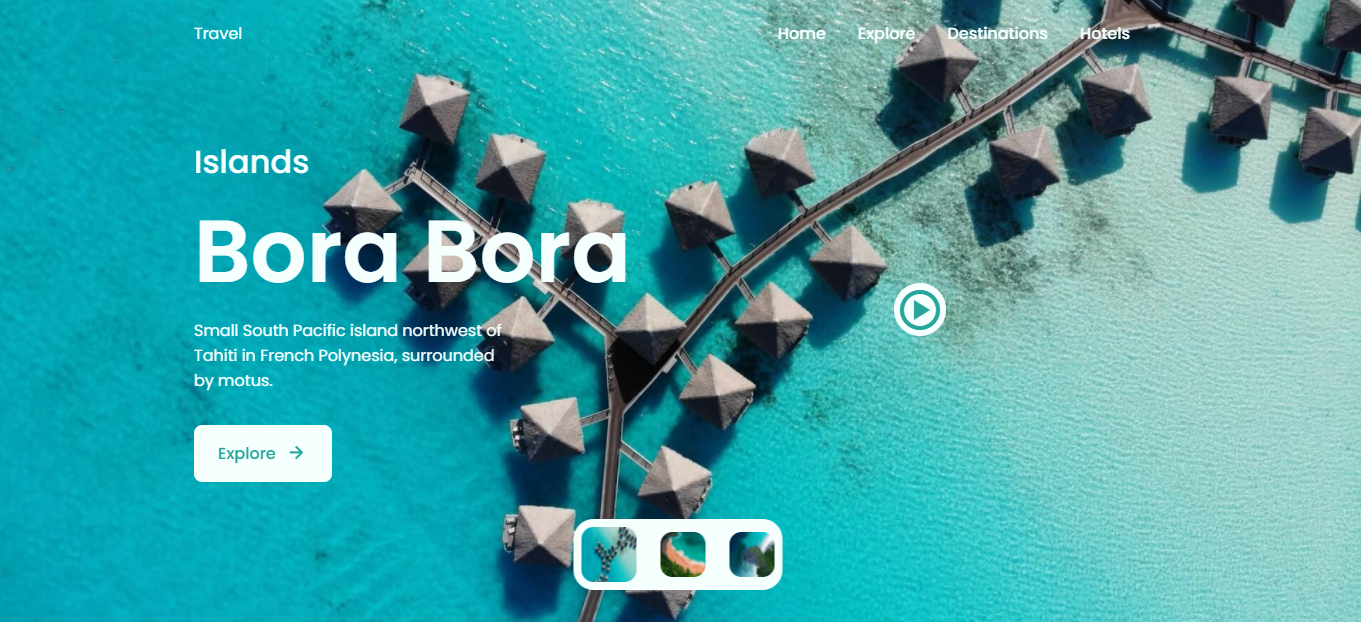 Travel
Home Explore Destinations Hotels
Islands
Bora Bora
Small South Pacific island northwest of
Tahiti in French Polynesia, surrounded
by motus.
Explore